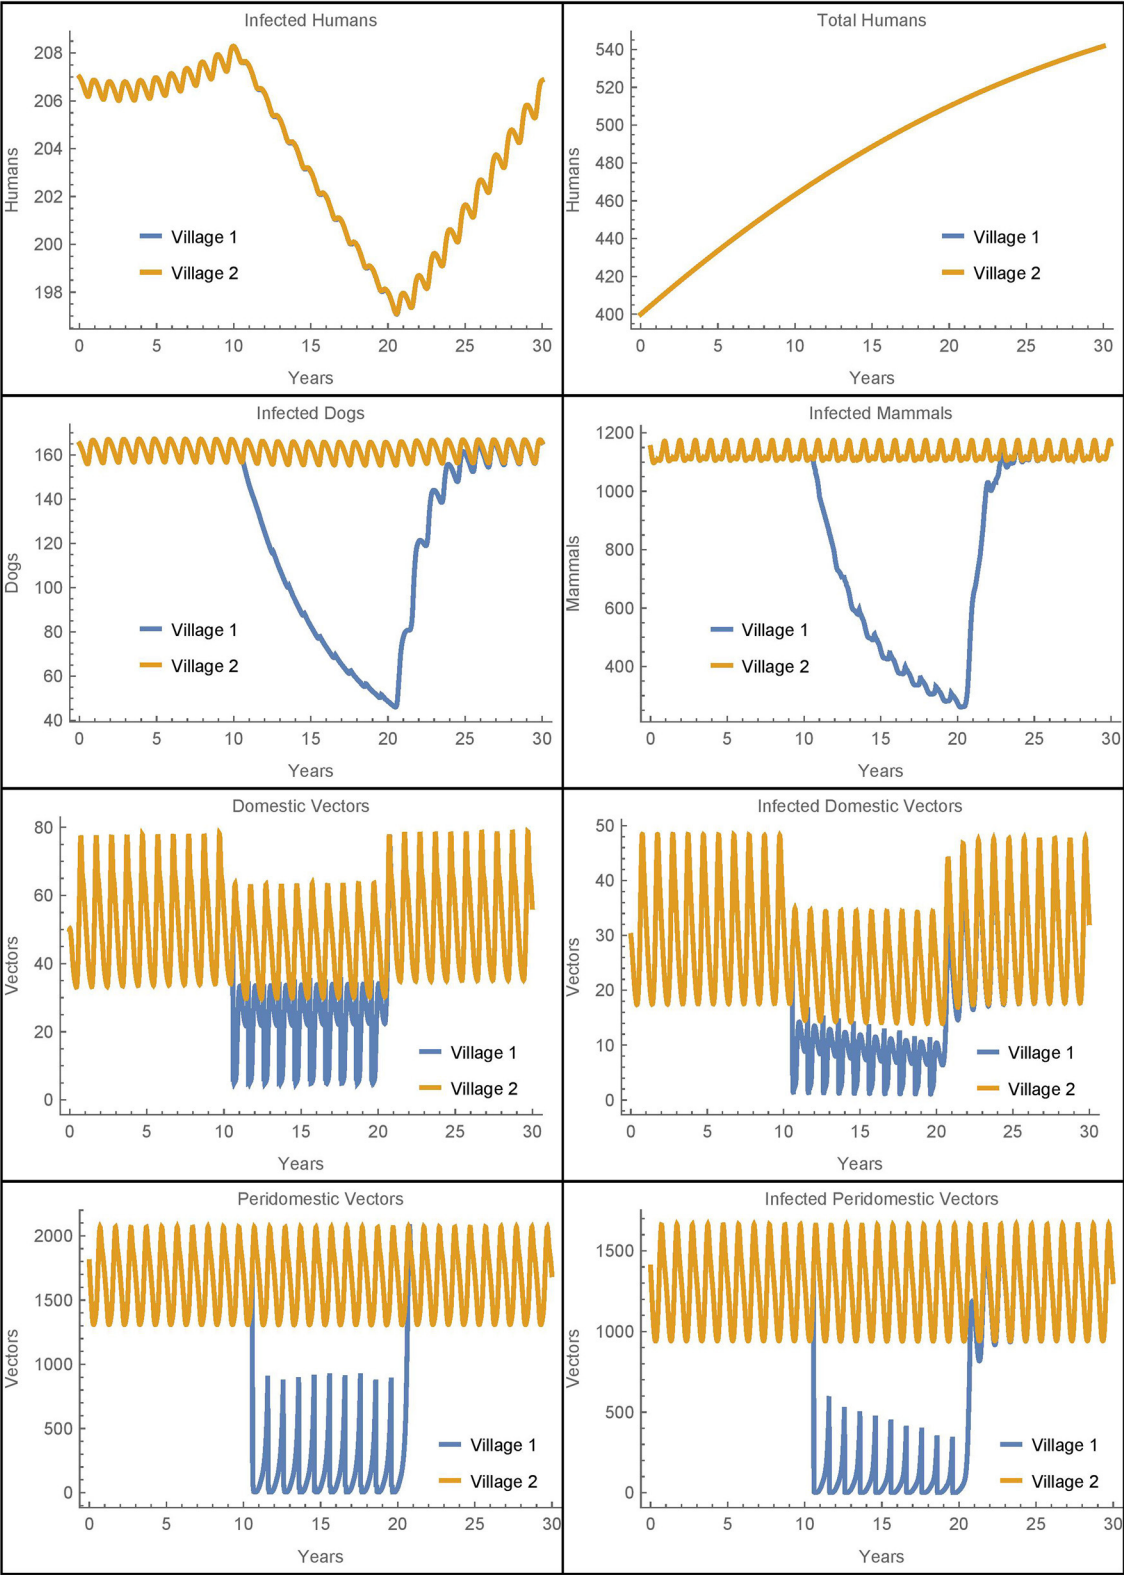 Infected Humans
208
206
204
202
200
198
Humans
Village 1
Village 2
0 5 10 15 20 25 30
Years
Total Humans
540
520
500
480
460
440
420
400
Humans
Village 1
Village 2
0 5 10 15 20 25 30
Years
Infected Dogs
160
140
120
100
80
60
40
Dogs
Village 1
Village 2
0 5 10 15 20 25 30
Years
Infected Mammals
1200
1000
800
600
400
Mammals
Village 1
Village 2
0 5 10 15 20 25 30
Years
Domestic Vectors
80
60
40
20
0
Vectors
Village 1
Village 2
0 5 10 15 20 25 30
Years
Infected Domestic Vectors
50
40
30
20
10
0
Vectors
Village 1
Village 2
0 5 10 15 20 25 30
Years
Peridomestic Vectors
2000
1500
1000
500
0
Vectors
Village 1
Village 2
0 5 10 15 20 25 30
Years
Infected Peridomestic Vectors
1500
1000
500
0
Vectors
Village 1
Village 2
0 5 10 15 20 25 30
Years